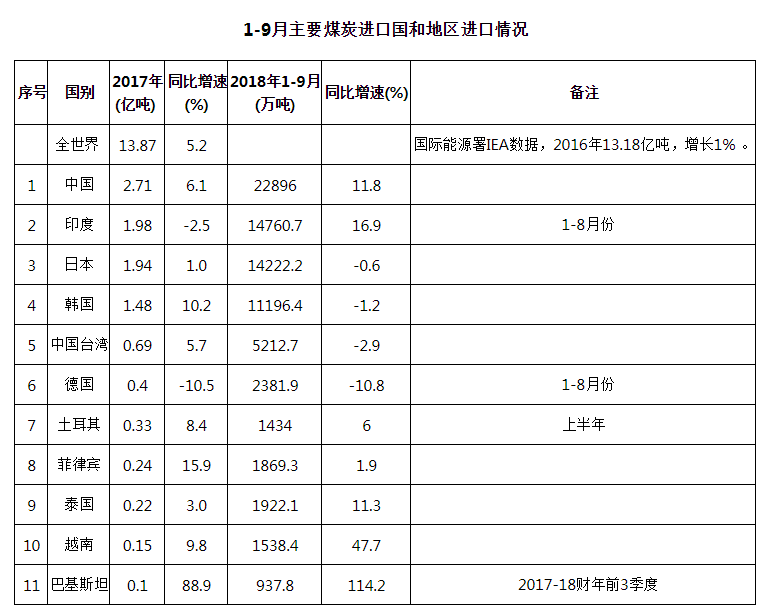 1-9月主要煤炭进口国和地区进口情况
序号 国别 2017年(亿吨) 同比增速(%) 2018年1-9月(万吨) 同比增速(%) 备注
全世界 13.87 5.2 国际能源署IEA数据，2016年13.18亿吨，增长1% 。
1 中国 2.71 6.1 22896 11.8
2 印度 1.98 -2.5 14760.7 16.9 1-8月份
3 日本 1.94 1.0 14222.2 -0.6
4 韩国 1.48 10.2 11196.4 -1.2
5 中国台湾 0.69 5.7 5212.7 -2.9
6 德国 0.4 -10.5 2381.9 -10.8 1-8月份
7 土耳其 0.33 8.4 1434 6 上半年
8 菲律宾 0.24 15.9 1869.3 1.9
9 泰国 0.22 3.0 1922.1 11.3
10 越南 0.15 9.8 1538.4 47.7
11 巴基斯坦 0.1 88.9 937.8 114.2 2017-18财年前3季度